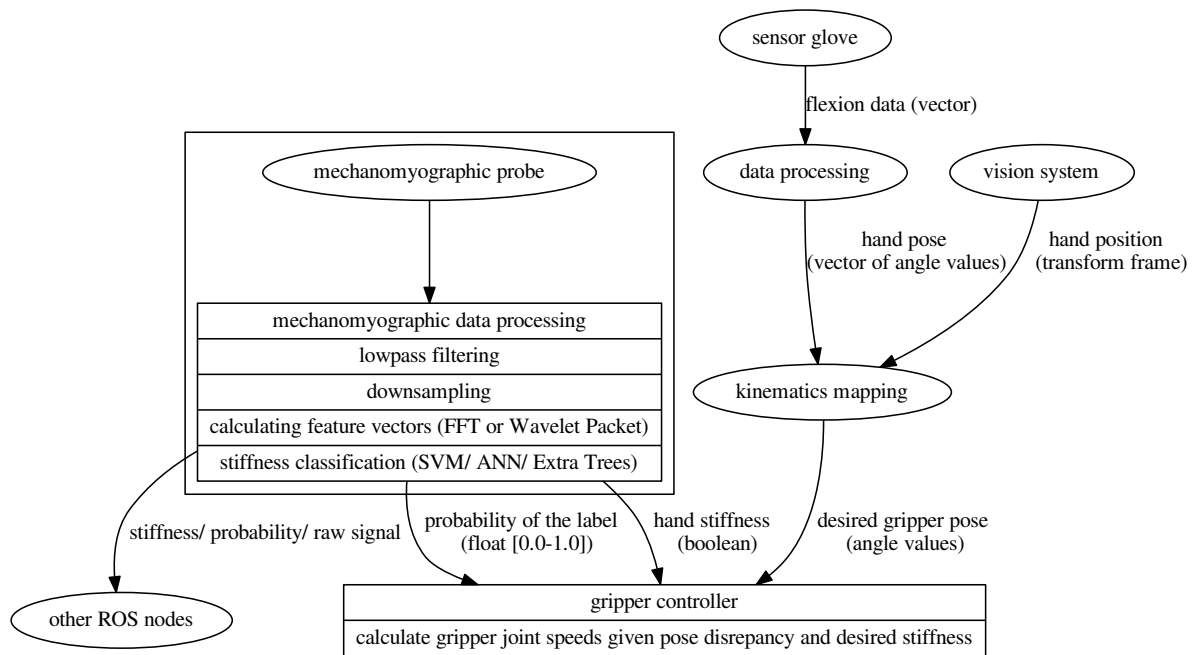 sensor glove
flexion data (vector)
mechanomyographic probe
data processing
vision system
hand pose
(vector of angle values)
hand position
(transform frame)
mechanomyographic data processing
lowpass filtering
downsampling
calculating feature vectors (FFT or Wavelet Packet)
stiffness classification (SVM/ ANN/ Extra Trees)
kinematics mapping
stiffness/ probability/ raw signal
probability of the label
(float [0.0-1.0])
hand stiffness
(boolean)
desired gripper pose
(angle values)
other ROS nodes
gripper controller
calculate gripper joint speeds given pose disrepancy and desired stiffness